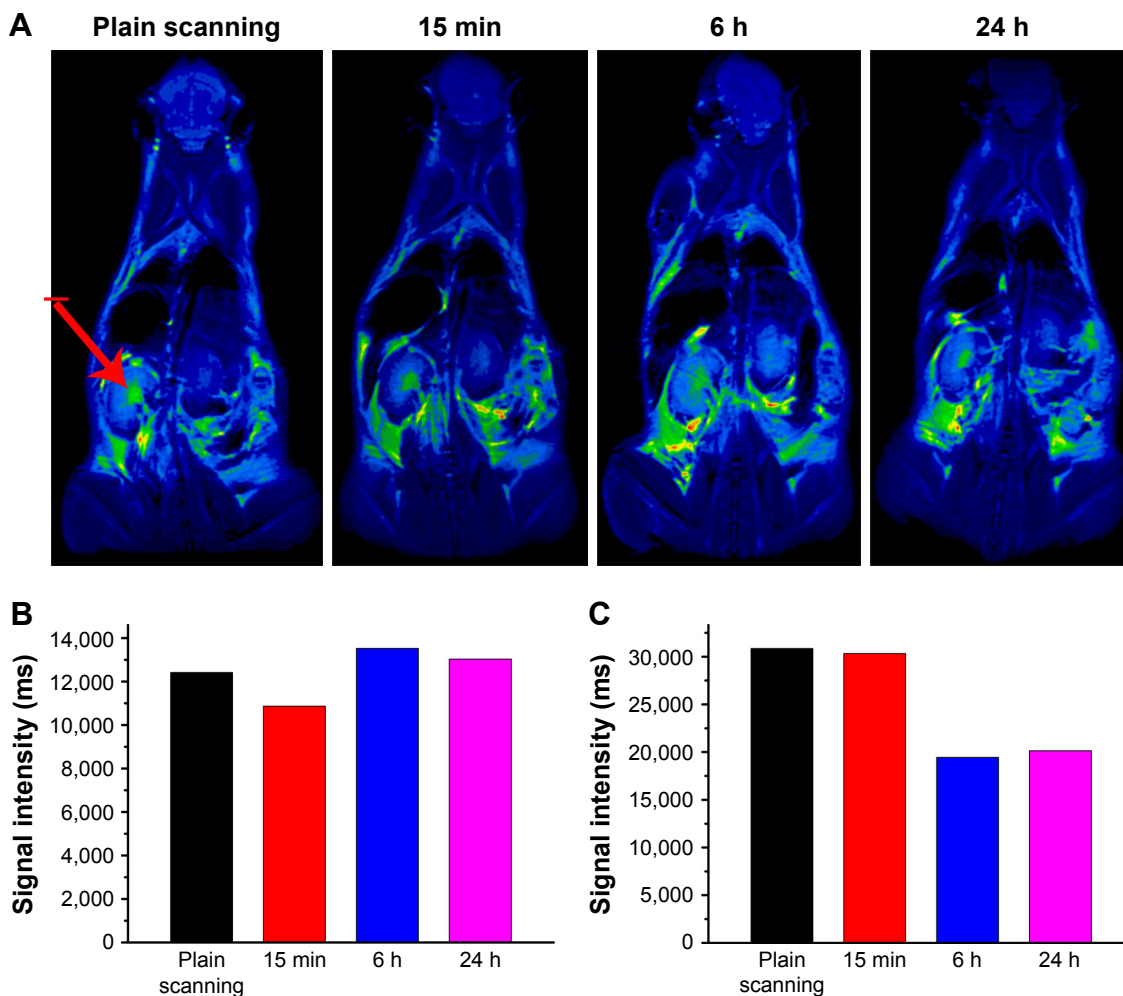 A
Plain scanning
15 min
6 h
24 h
B
Signal intensity (ms)
14,000
12,000
10,000
8,000
6,000
4,000
2,000
0
Plain
scanning
15 min
6 h
24 h
C
Signal intensity (ms)
30,000
25,000
20,000
15,000
10,000
5,000
0
Plain
scanning
15 min
6 h
24 h